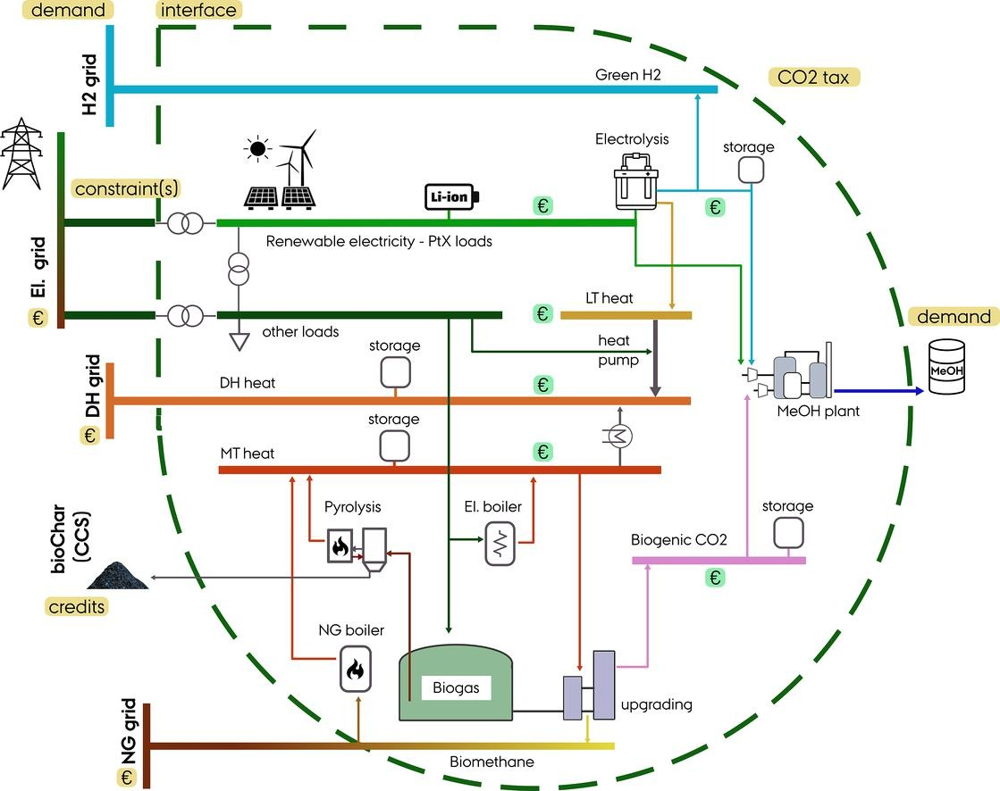 demand
interface
H2 grid
Green H2
CO2 tax
Electrolysis
storage
constraint(s)
Li-ion
€
€
Renewable electricity - PtX loads
El. grid
€
LT heat
€
demand
other loads
heat
pump
storage
MeOH
DH grid
€
DH heat
€
MeOH plant
storage
MT heat
€
Pyrolysis
El. boiler
storage
bioChar
(CCS)
Biogenic CO2
€
credits
NG boiler
Biogas
upgrading
NG grid
€
Biomethane